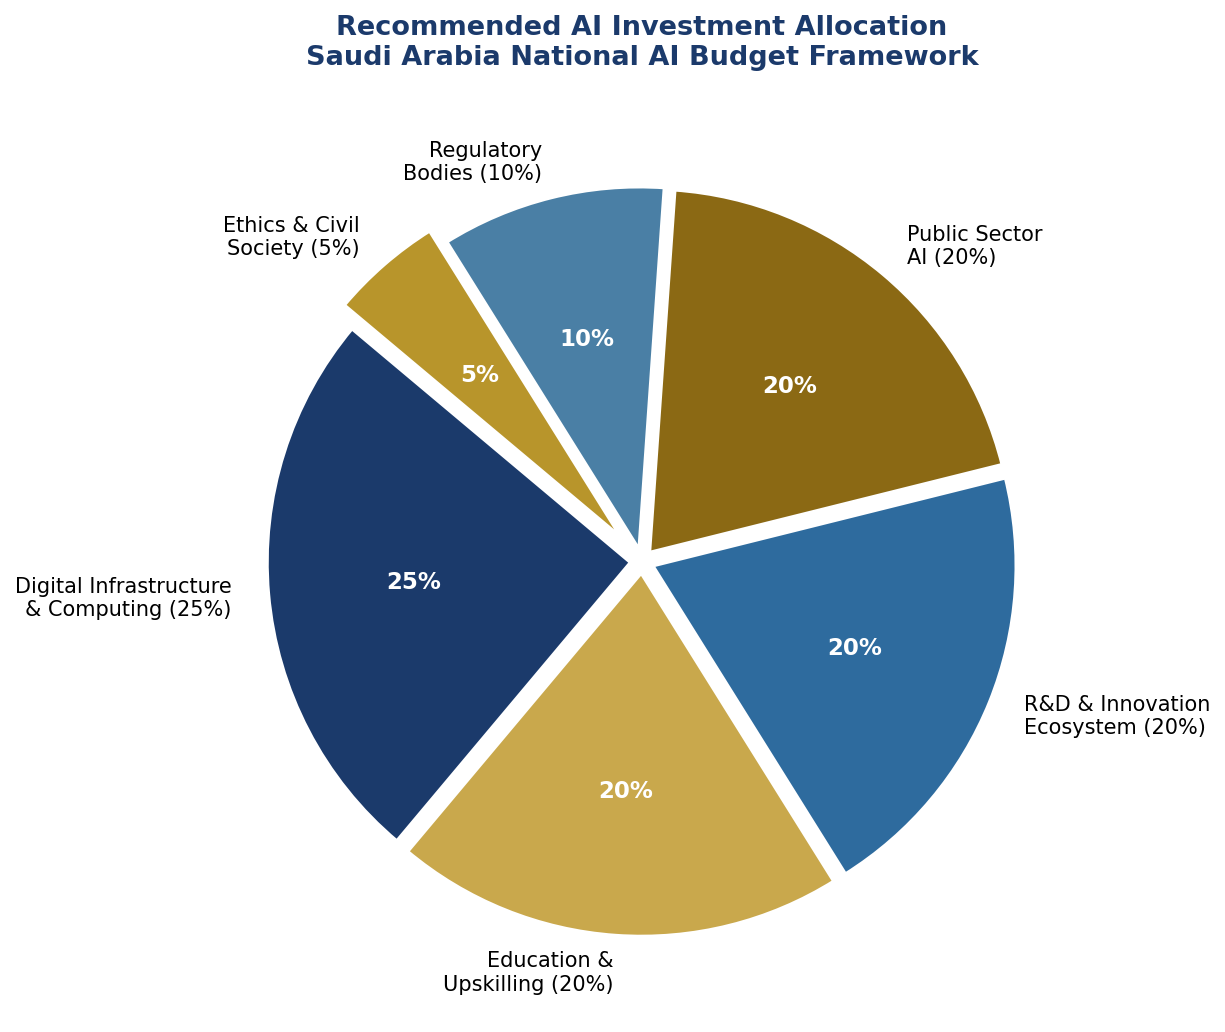 Recommended AI Investment Allocation
Saudi Arabia National AI Budget Framework
Regulatory
Bodies (10%)
Ethics & Civil
Society (5%)
Public Sector
AI (20%)
10%
5%
20%
Digital Infrastructure
& Computing (25%)
25%
20%
R&D & Innovation
Ecosystem (20%)
20%
Education &
Upskilling (20%)